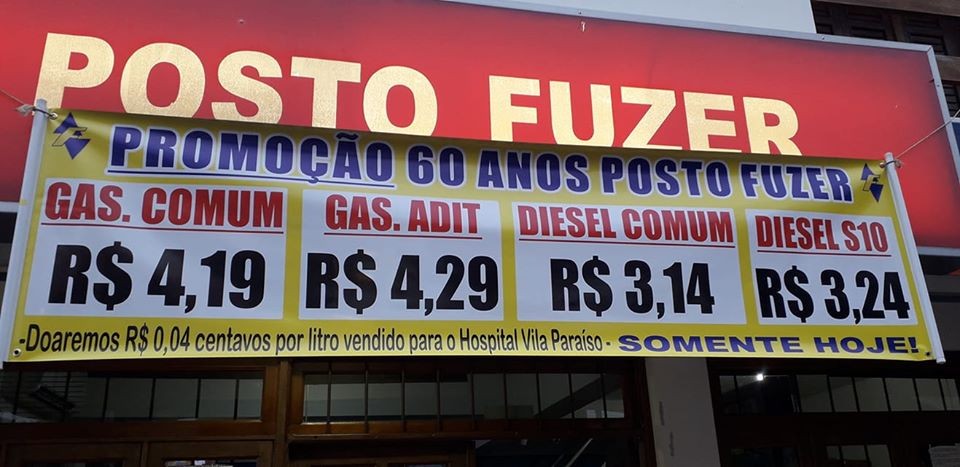 POSTO FUZER
PROMOÇÃO 60 ANOS POSTO FUZER
GAS. COMUM
R$ 4,19
GAS. ADIT
R$ 4,29
DIESEL COMUM
R$ 3,14
DIESEL S10
R$ 3,24
-Doaremos R$ 0,04 centavos por litro vendido para o Hospital Vila Paraíso - SOMENTE HOJE!